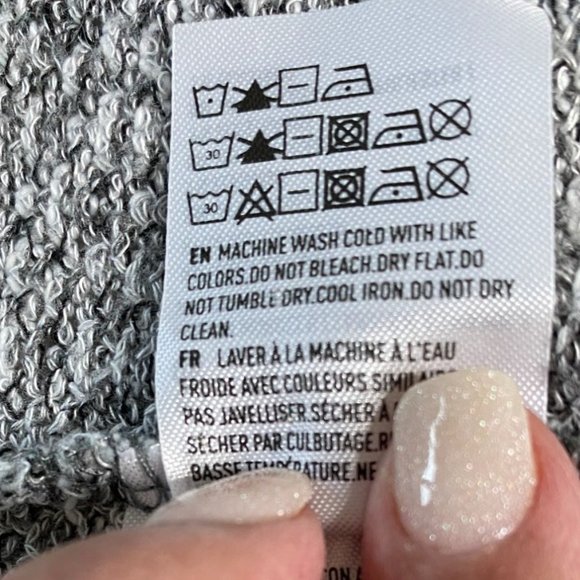 30
30
EN MACHINE WASH COLD WITH LIKE
COLORS.DO NOT BLEACH.DRY FLAT.DO
NOT TUMBLE DRY.COOL IRON.DO NOT DRY
CLEAN.
FR LAVER À LA MACHINE À L'EAU
FROIDE AVEC COULEURS
PAS JAVELLISER.SÉCHER À
SÉCHER PAR CULBUTAGE.
BASSE TEMPÉRATURE.NE